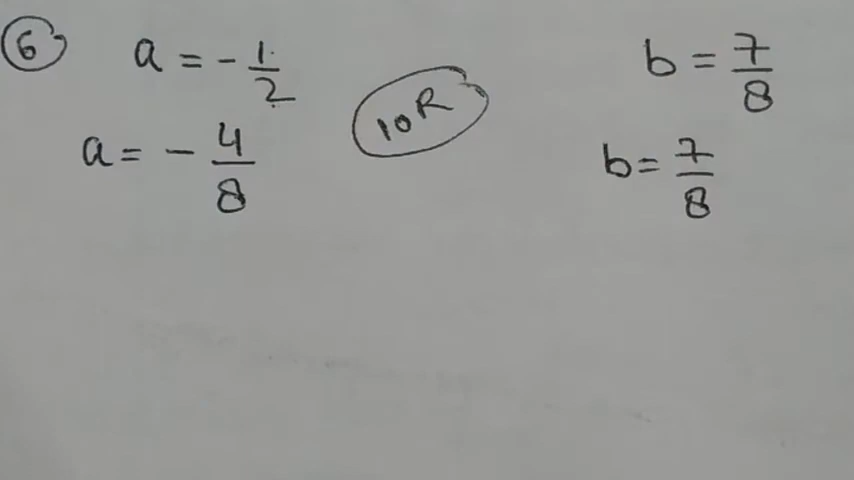 6 a = - 1/2 b = 7/8
10R
a = - 4/8 b = 7/8